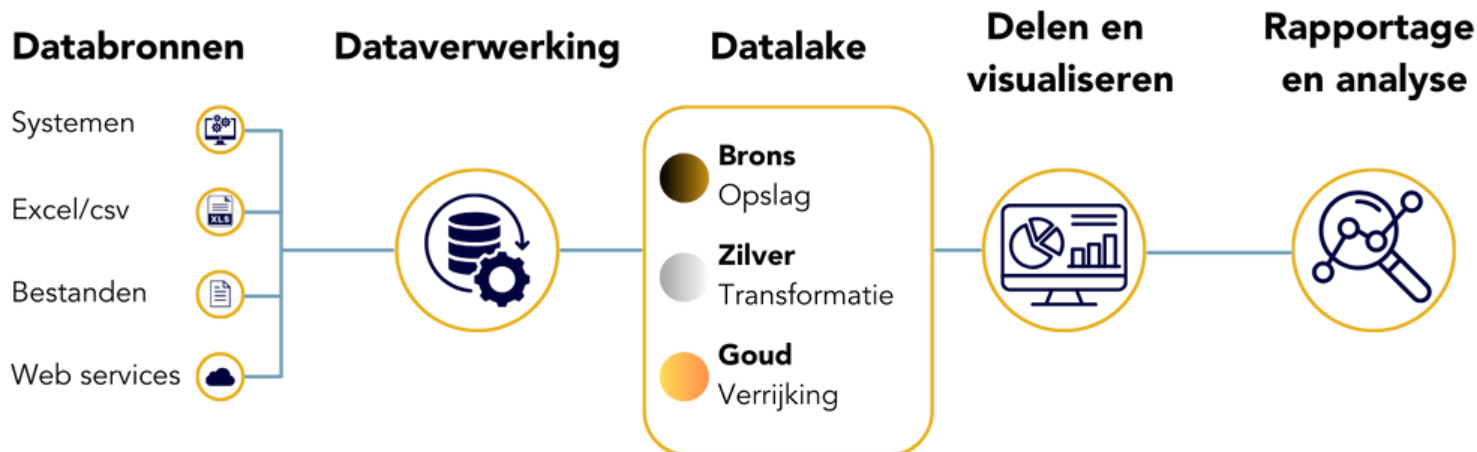 Databronnen
Systemen
Excel/csv
XLS
Bestanden
Web services
Dataverwerking
Datalake
Brons
Opslag
Zilver
Transformatie
Goud
Verrijking
Delen en
visualiseren
Rapportage
en analyse